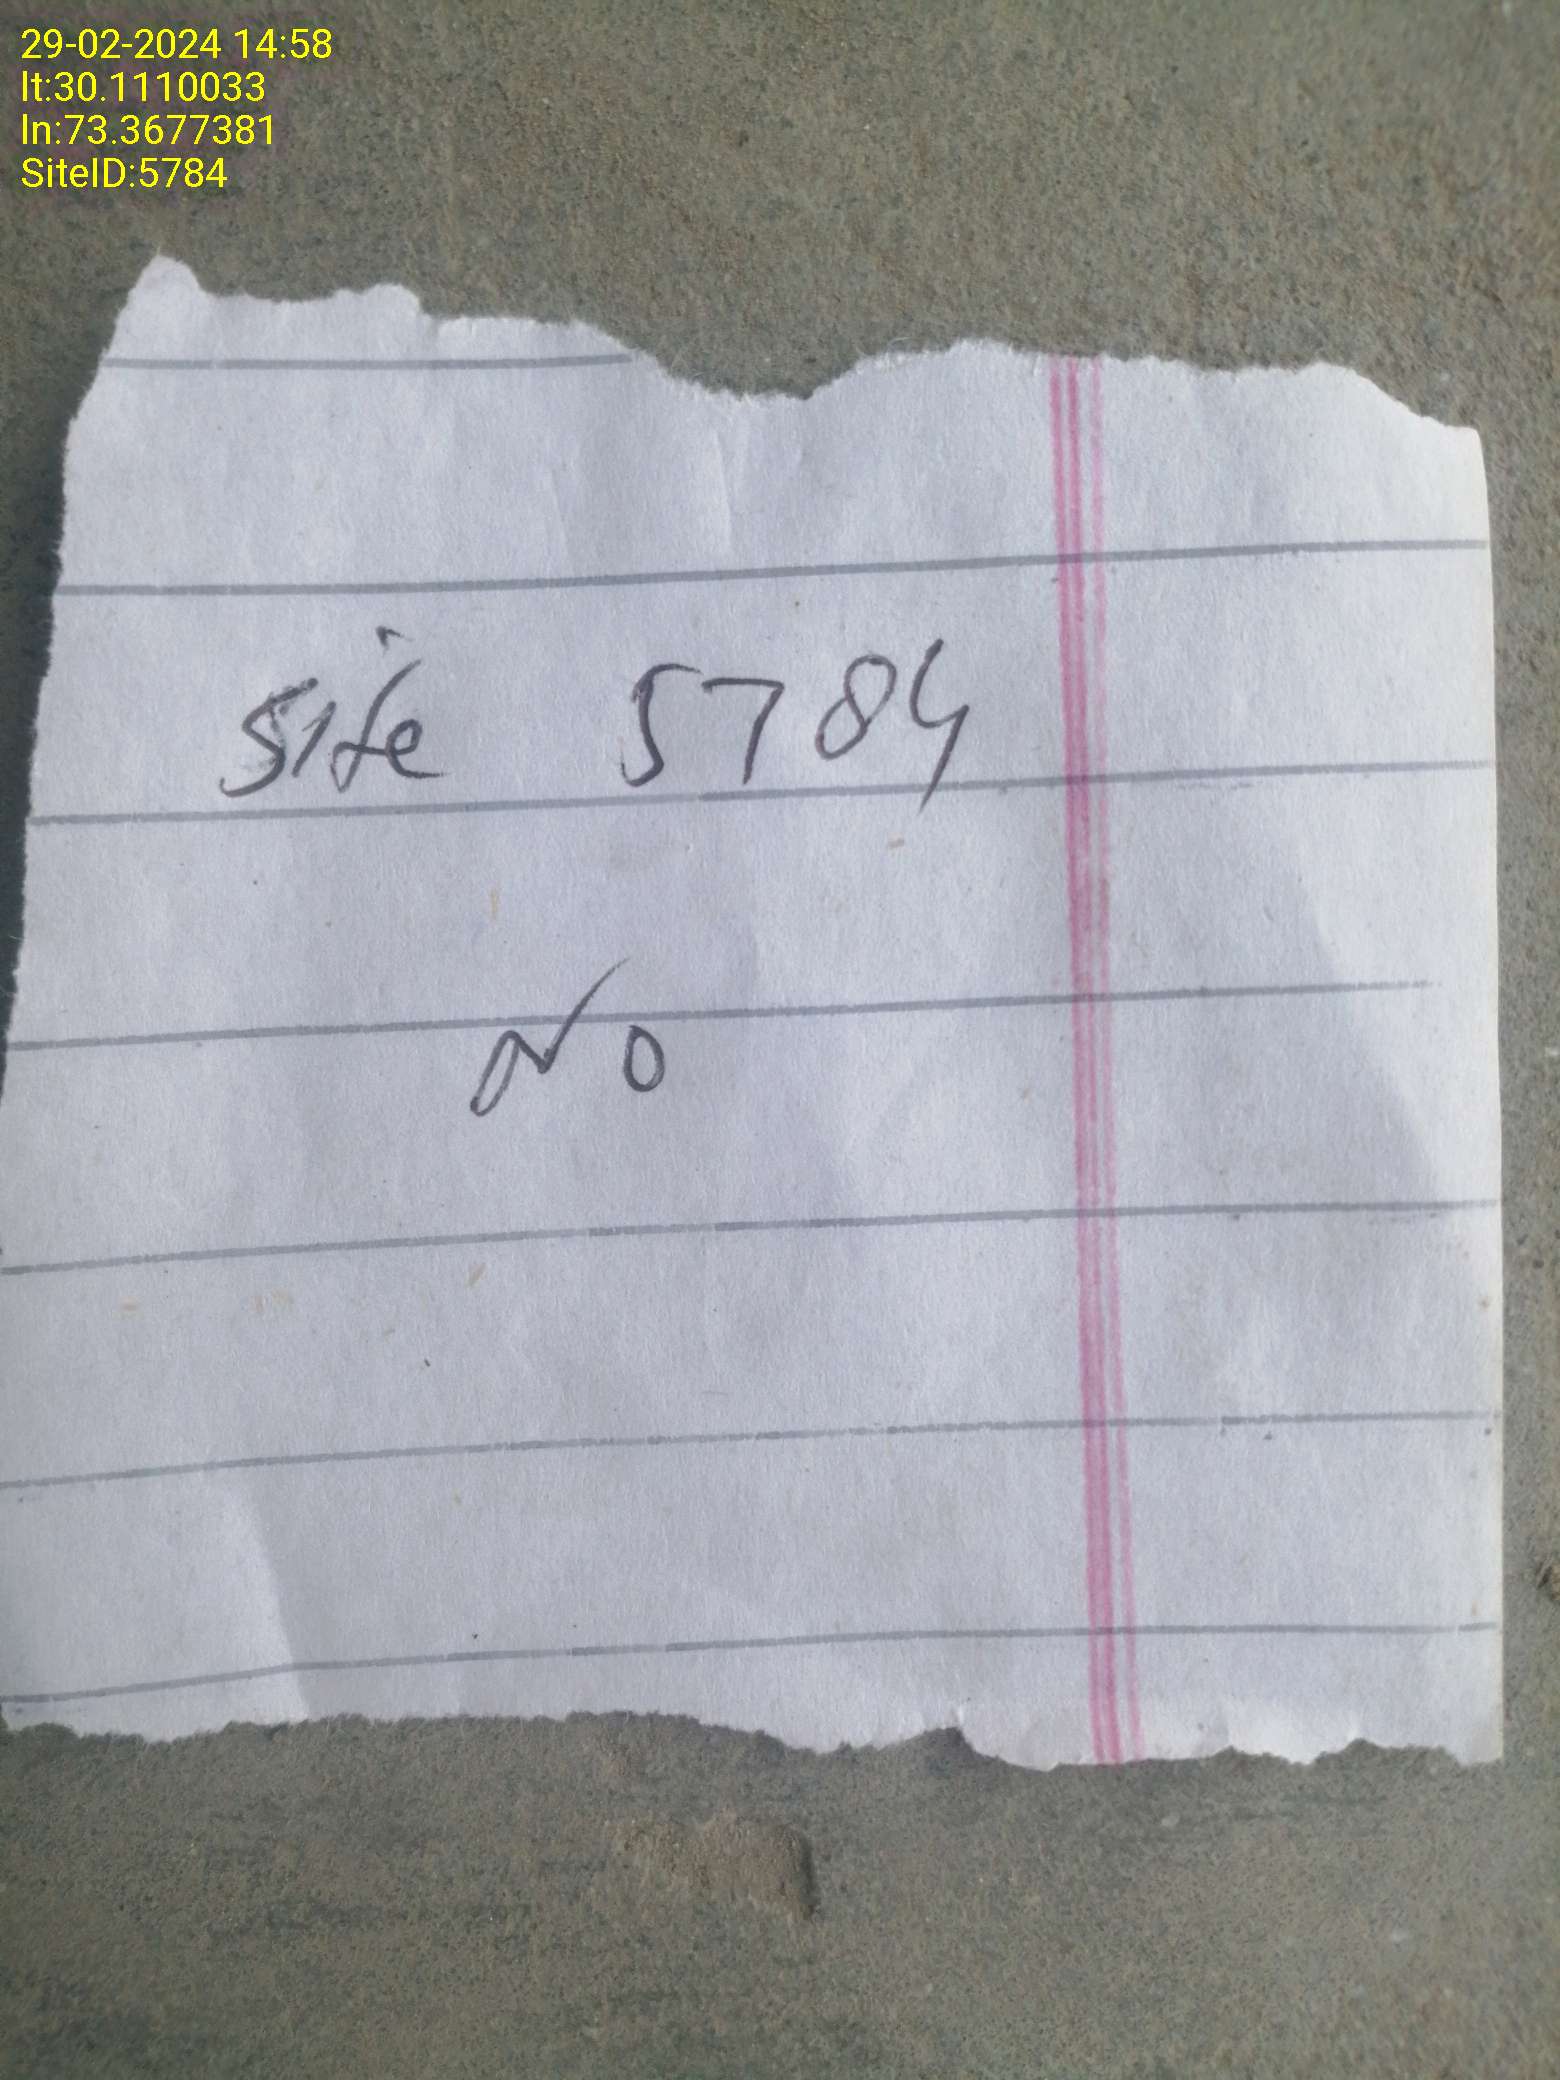 29-02-2024 14:58
lt:30.1110033
ln:73.3677381
SiteID:5784
Site 5784
No